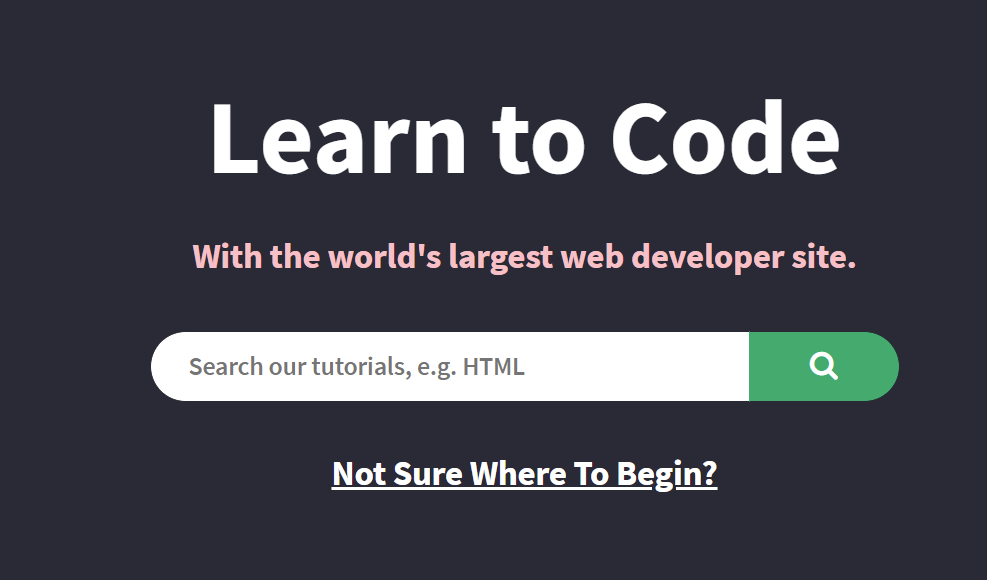 Learn to Code
With the world's largest web developer site.
Search our tutorials, e.g. HTML
Not Sure Where To Begin?